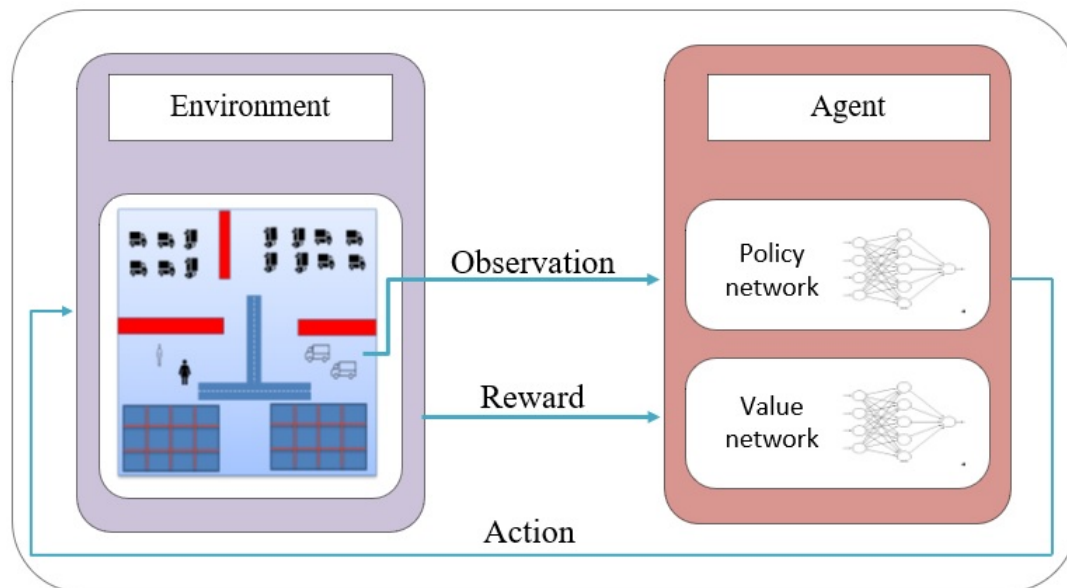 Environment
Agent
Observation
Policy
network
Reward
Value
network
Action